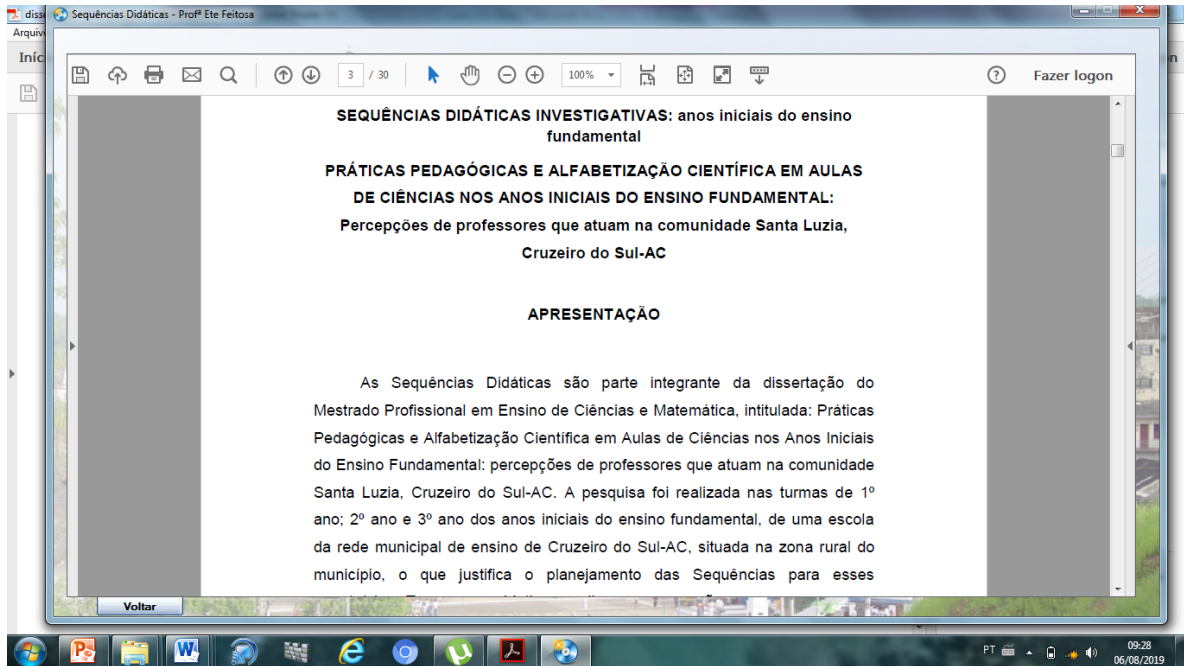 disse
Sequências Didáticas - Profª Ete Feitosa
Arquiv
Iníc
3 / 30
100%
Fazer logon
SEQUÊNCIAS DIDÁTICAS INVESTIGATIVAS: anos iniciais do ensino
fundamental
PRÁTICAS PEDAGÓGICAS E ALFABETIZAÇÃO CIENTÍFICA EM AULAS
DE CIÊNCIAS NOS ANOS INICIAIS DO ENSINO FUNDAMENTAL:
Percepções de professores que atuam na comunidade Santa Luzia,
Cruzeiro do Sul-AC
APRESENTAÇÃO
As Sequências Didáticas são parte integrante da dissertação do
Mestrado Profissional em Ensino de Ciências e Matemática, intitulada: Práticas
Pedagógicas e Alfabetização Científica em Aulas de Ciências nos Anos Iniciais
do Ensino Fundamental: percepções de professores que atuam na comunidade
Santa Luzia, Cruzeiro do Sul-AC. A pesquisa foi realizada nas turmas de 1º
ano; 2º ano e 3º ano dos anos iniciais do ensino fundamental, de uma escola
da rede municipal de ensino de Cruzeiro do Sul-AC, situada na zona rural do
município, o que justifica o planejamento das Sequências para esses
Voltar
PT
09:28
06/08/2019